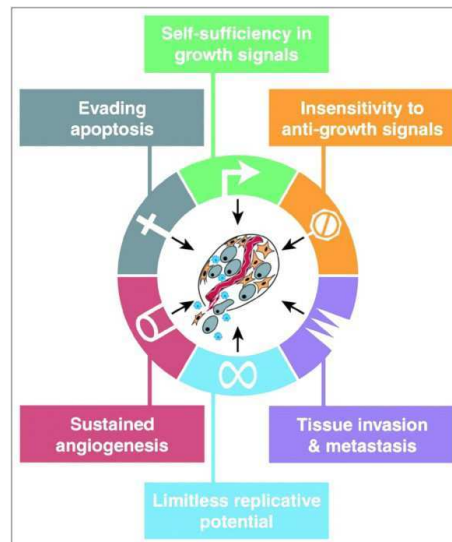 Self-sufficiency in
growth signals
Evading
apoptosis
Insensitivity to
anti-growth signals
Sustained
angiogenesis
Tissue invasion
& metastasis
Limitless replicative
potential